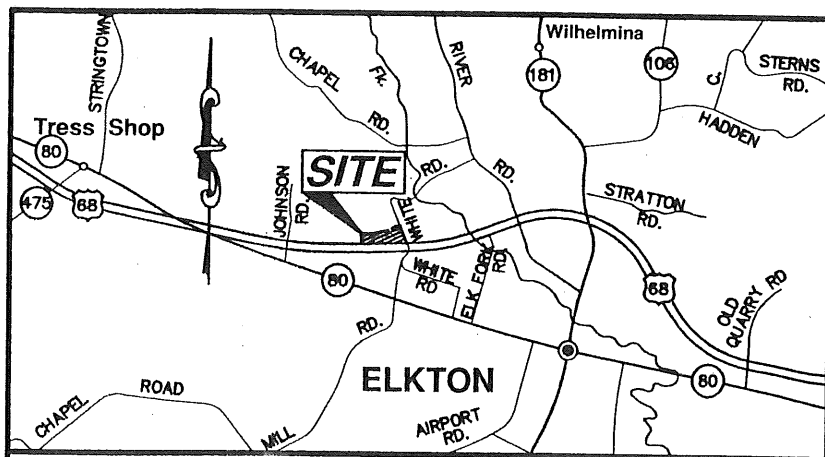 STRINGTOWN
CHAPEL
RD.
FK.
RIVER
RD.
Wilhelmina
181
106
C.
STERNS
RD.
HADDEN
Tress Shop
80
475
68
JOHNSON
RD.
SITE
WHITE
RD.
STRATTON
RD.
WHITE
RD
ELK FORK
RD.
80
68
OLD
QUARRY RD
RD.
ELKTON
80
CHAPEL
ROAD
MILL
AIRPORT
RD.